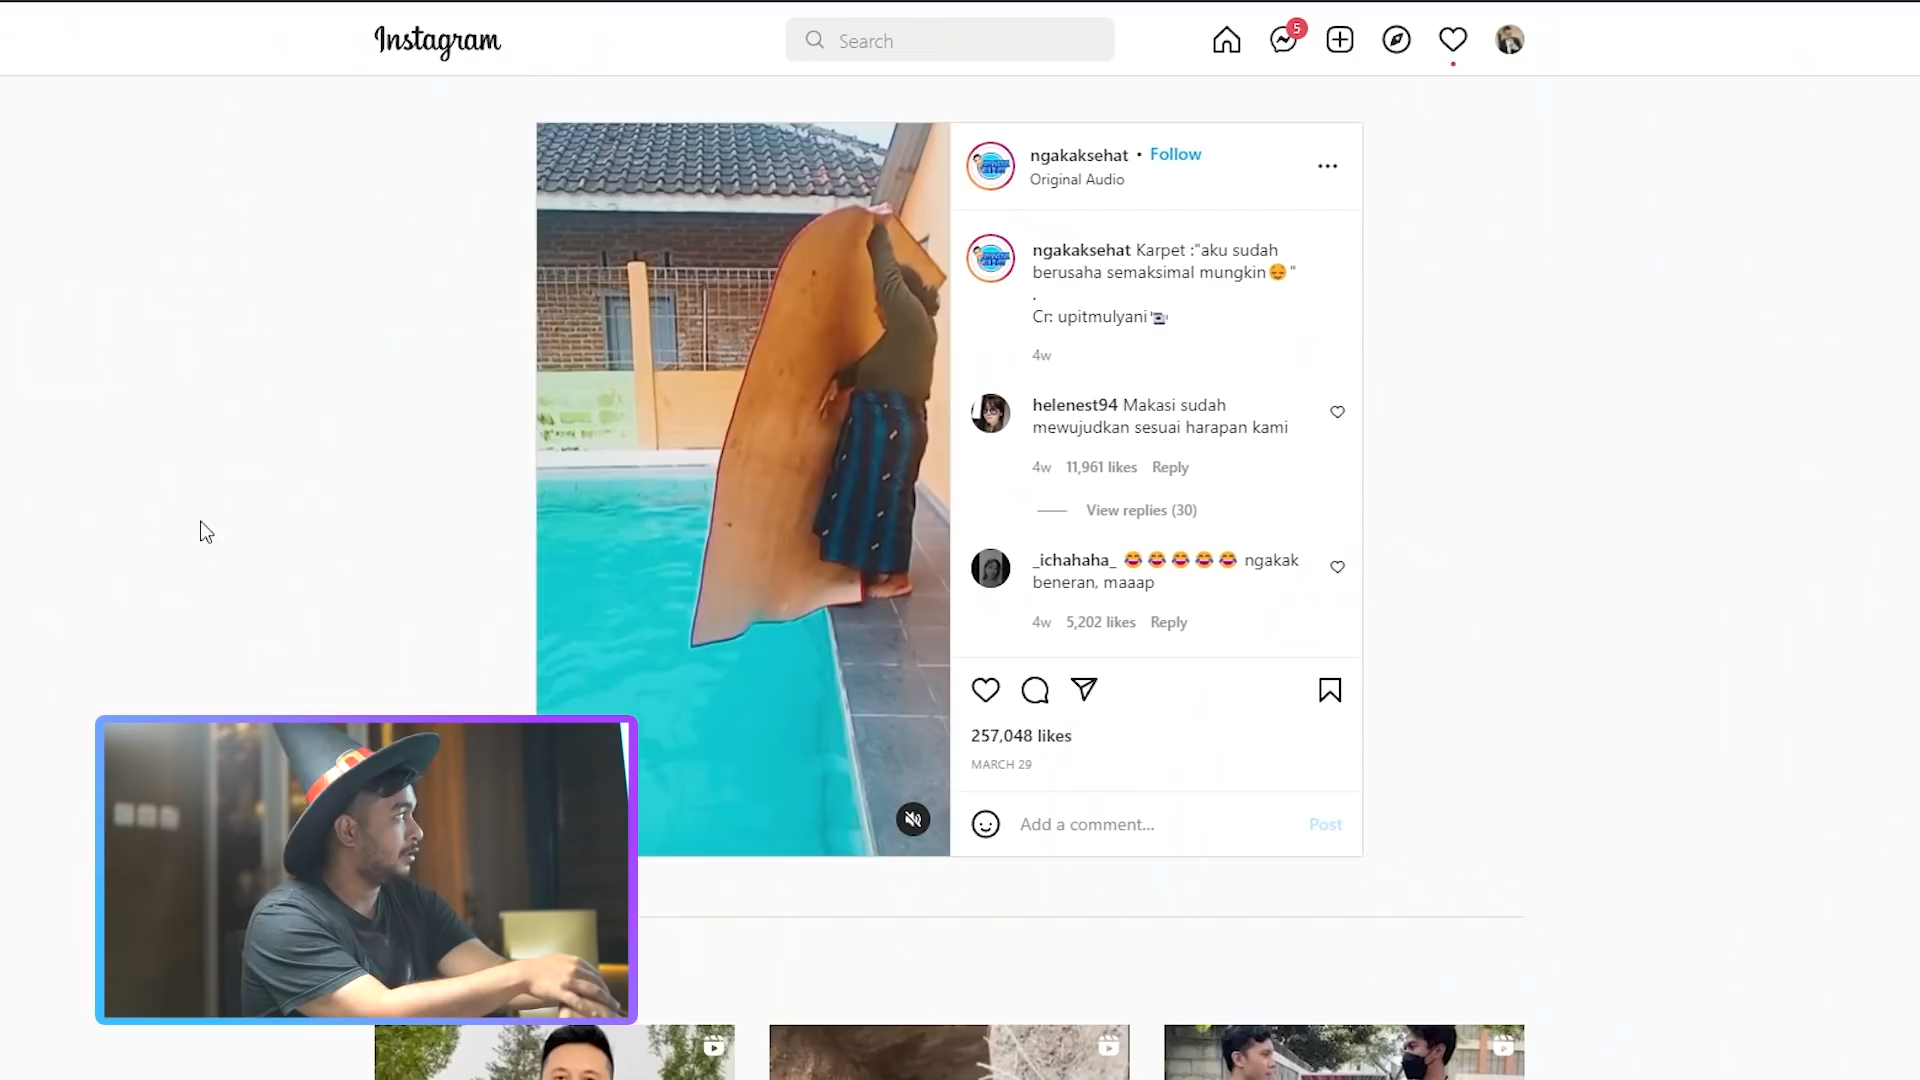 Instagram
Search
5
ngakaksehat • Follow
Original Audio
ngakaksehat Karpet :"aku sudah
berusaha semaksimal mungkin😔"
.
Cr: upitmulyani📹
4w
helenest94 Makasi sudah
mewujudkan sesuai harapan kami
4w 11,961 likes Reply
View replies (30)
_ichahaha_ 😂😂😂😂😂 ngakak
beneran, maaap
4w 5,202 likes Reply
257,048 likes
MARCH 29
Add a comment... Post